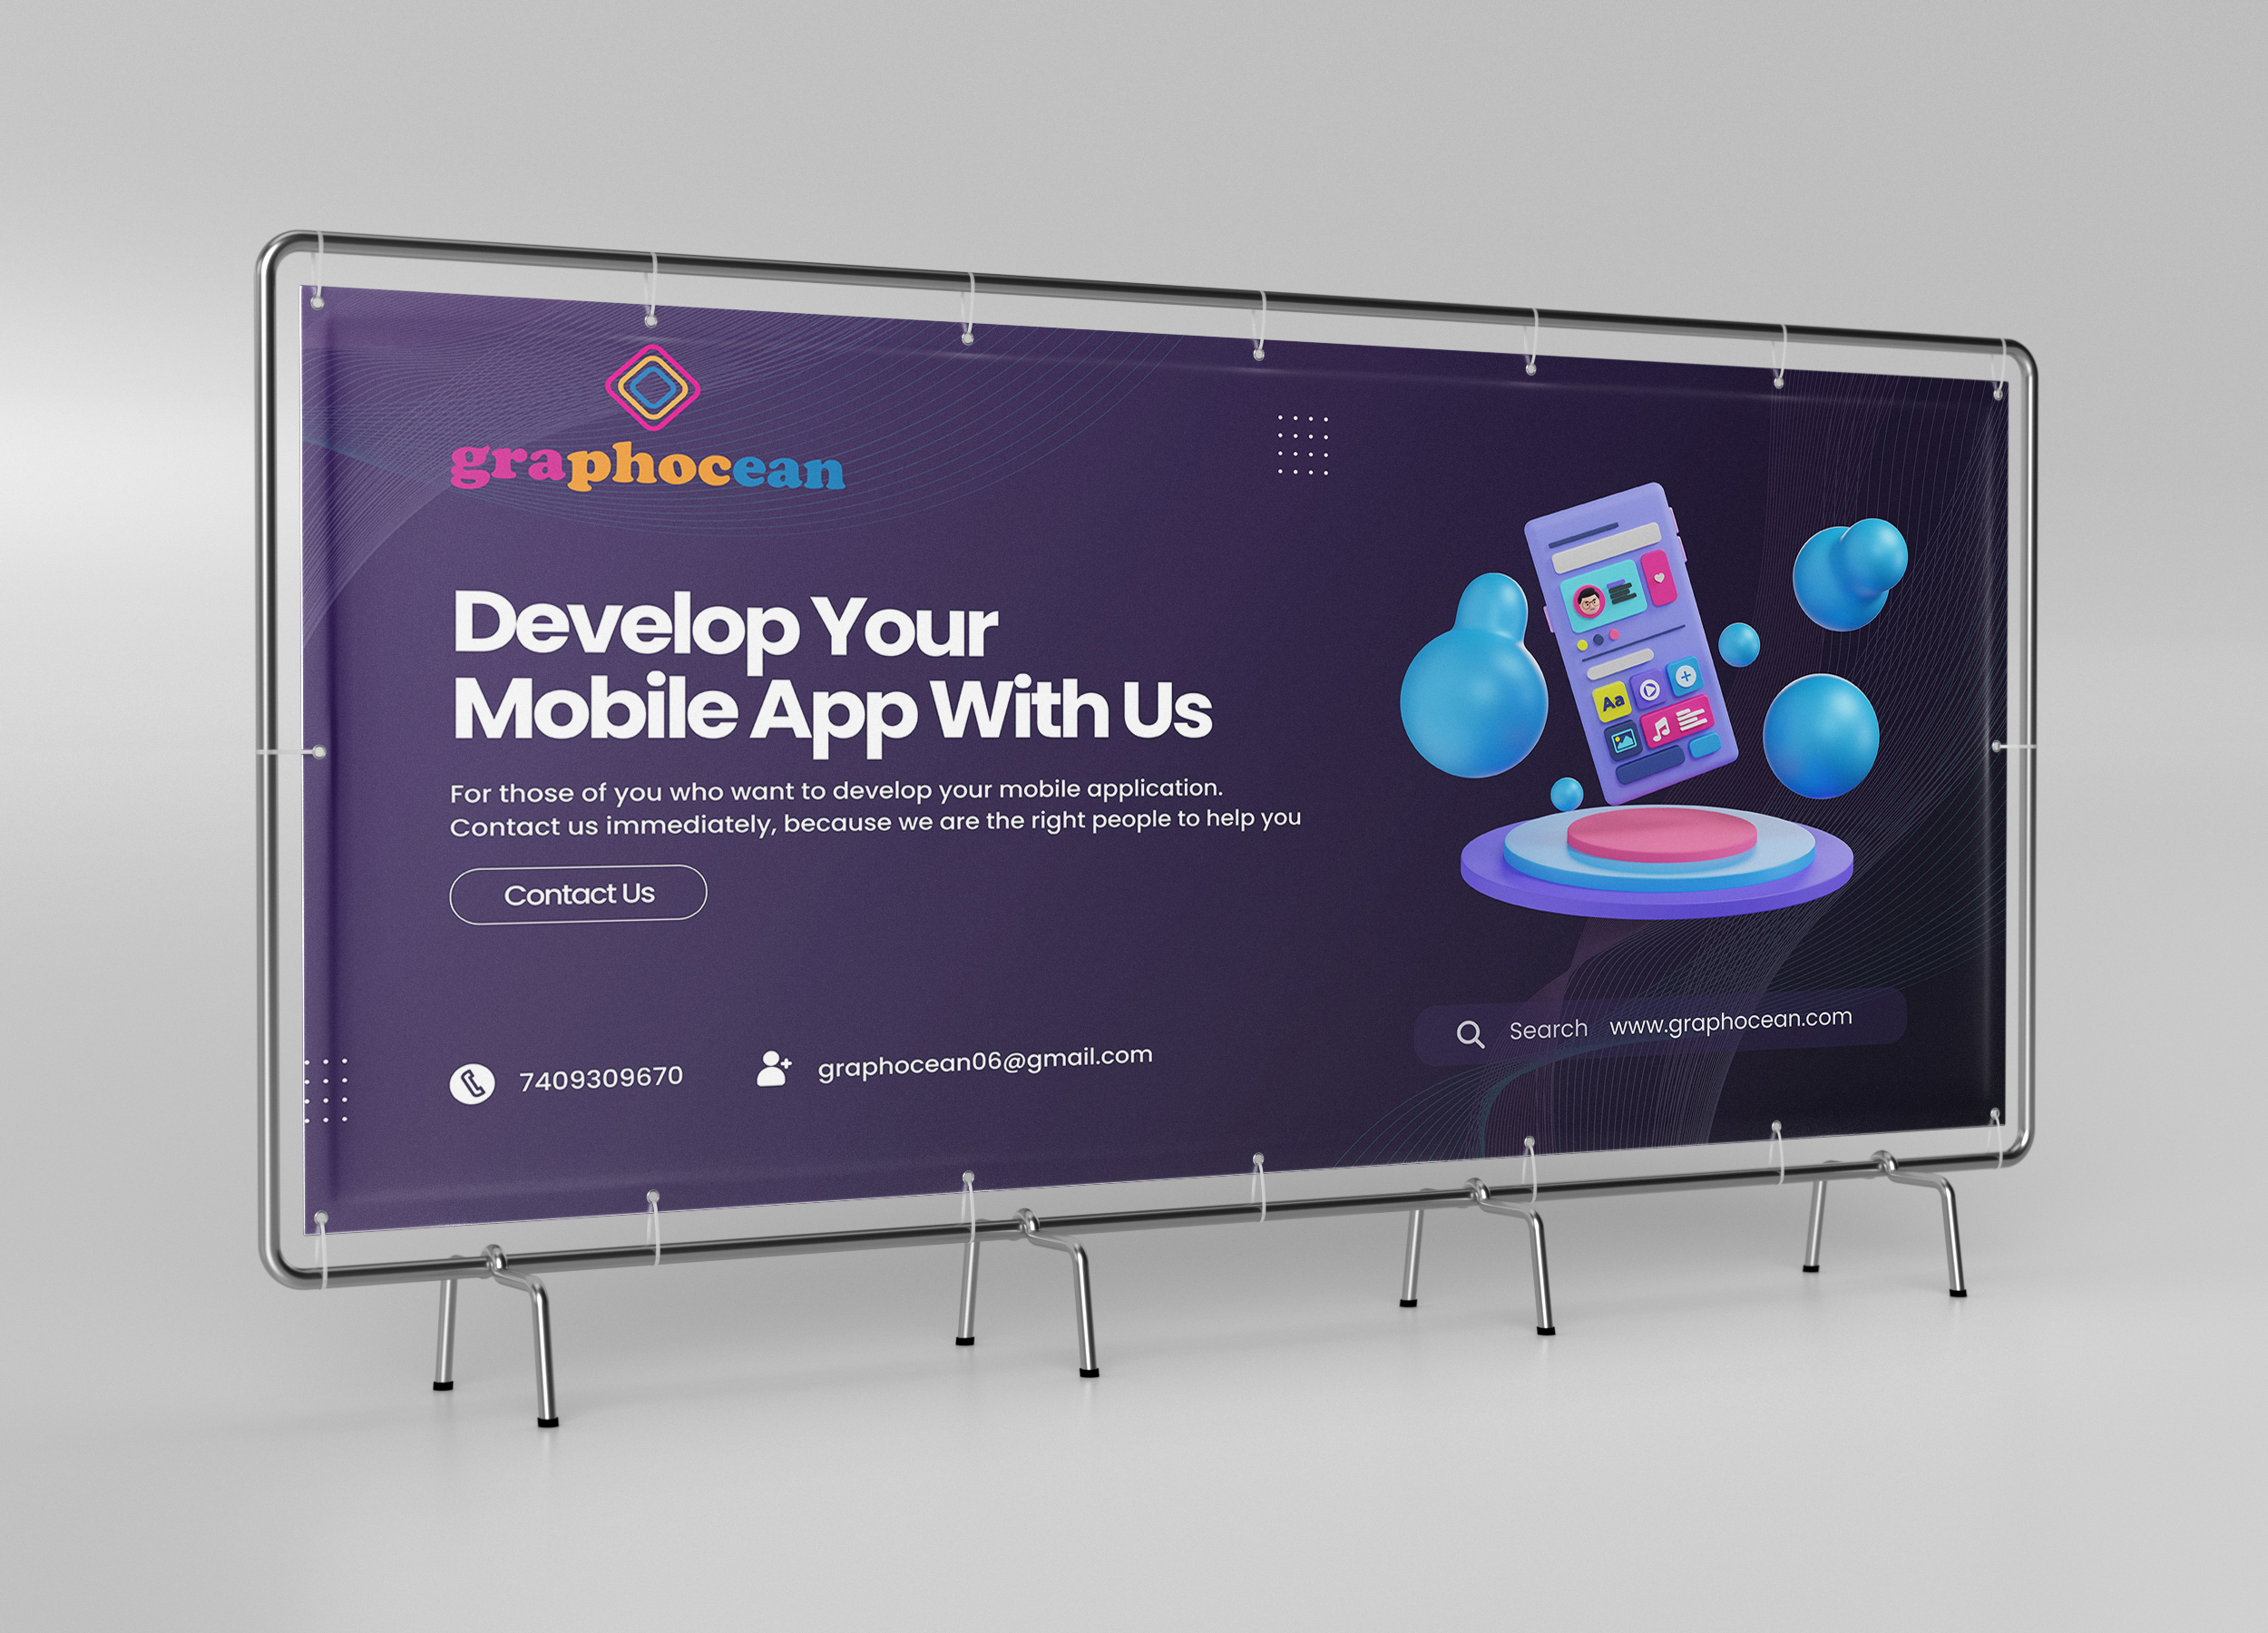 graphocean
Develop Your
Mobile App With Us
For those of you who want to develop your mobile application.
Contact us immediately, because we are the right people to help you
Contact Us
7409309670
graphocean06@gmail.com
Search www.graphocean.com
Aa